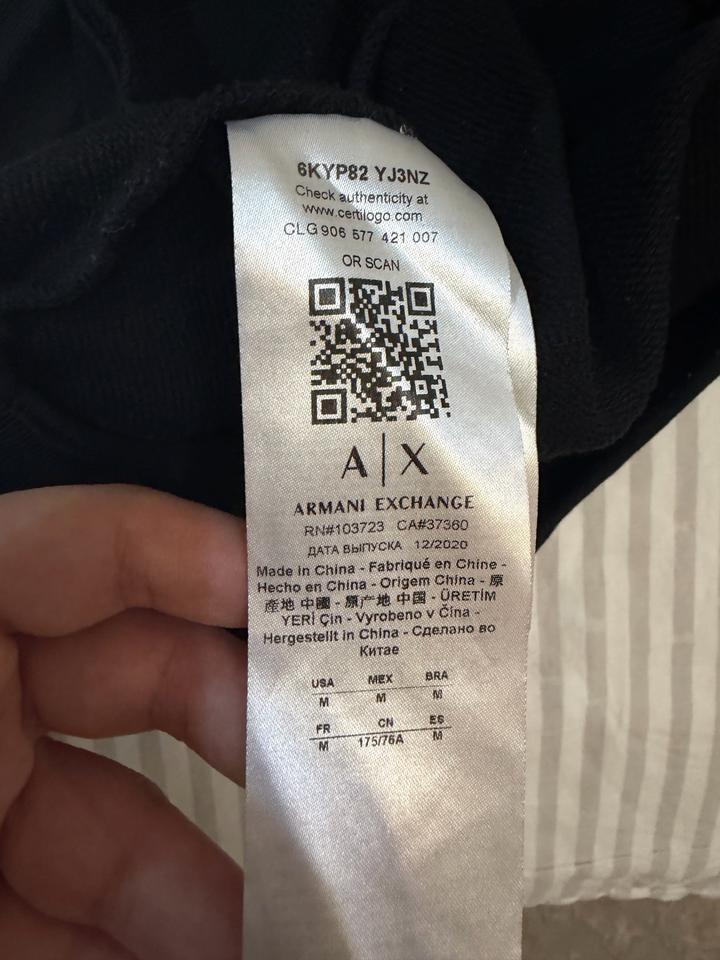 6KYP82 YJ3NZ
Check authenticity at
www.certilogo.com
CLG 906 577 421 007
OR SCAN
A|X
ARMANI EXCHANGE
RN#103723 CA#37360
ДАТА ВЫПУСКА 12/2020
Made in China - Fabriqué en Chine -
Hecho en China - Origem China - 原
產地 中國 - 原产地 中国 - ÜRETİM
YERİ Çin - Vyrobeno v Čína -
Hergestellt in China - Сделано во
Китае
USA MEX BRA
M M M
FR CN ES
M 175/76A M